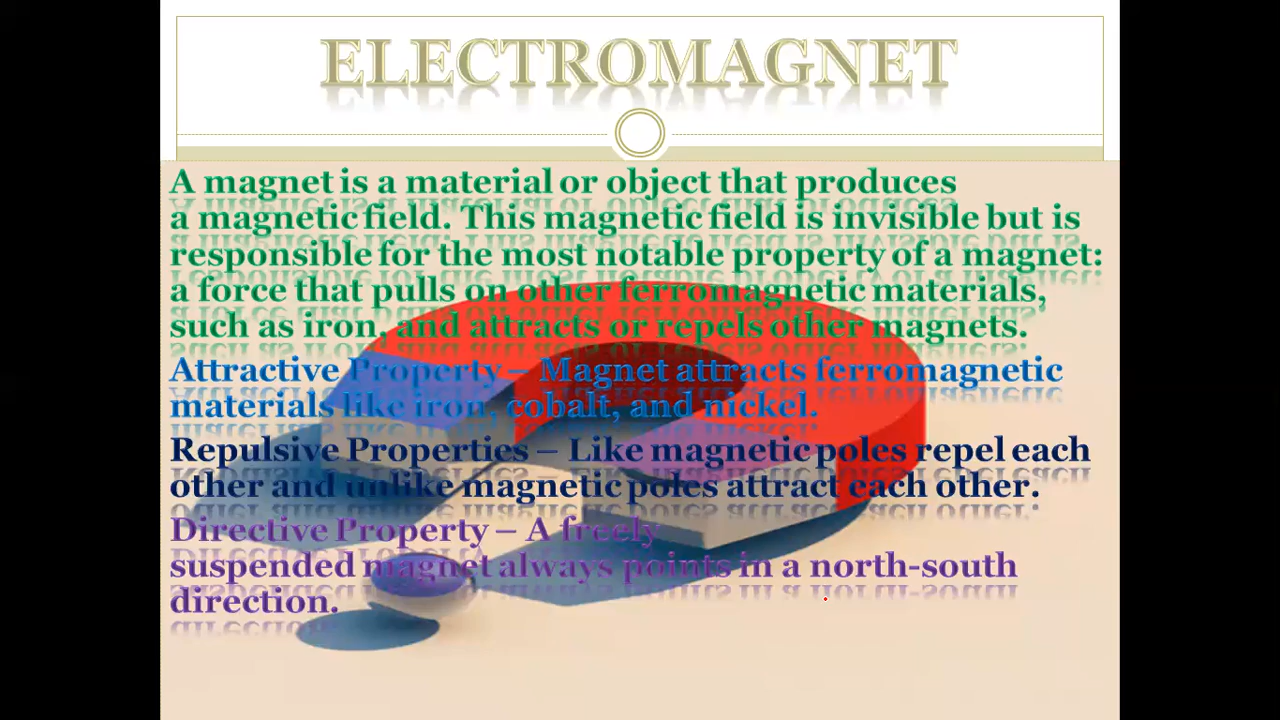 ELECTROMAGNET
A magnet is a material or object that produces
a magnetic field. This magnetic field is invisible but is
responsible for the most notable property of a magnet:
a force that pulls on other ferromagnetic materials,
such as iron, and attracts or repels other magnets.
Attractive Property – Magnet attracts ferromagnetic
materials like iron, cobalt, and nickel.
Repulsive Properties – Like magnetic poles repel each
other and unlike magnetic poles attract each other.
Directive Property – A freely
suspended magnet always points in a north-south
direction.